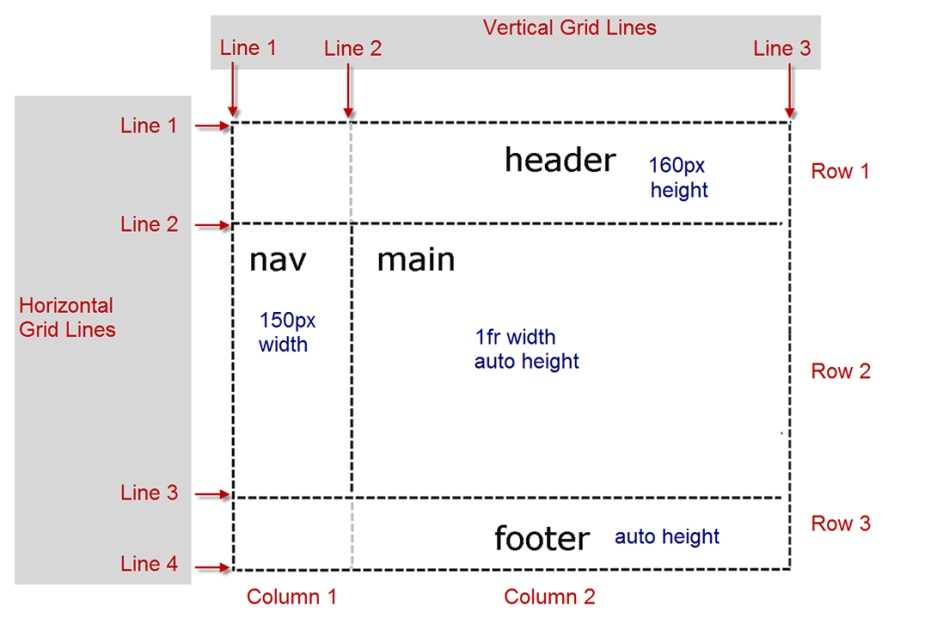 Vertical Grid Lines
Line 1
Line 2
Line 3
Line 1
header
160px
height
Row 1
Line 2
nav
main
Horizontal
Grid Lines
150px
width
1fr width
auto height
Row 2
Line 3
footer
auto height
Row 3
Line 4
Column 1
Column 2